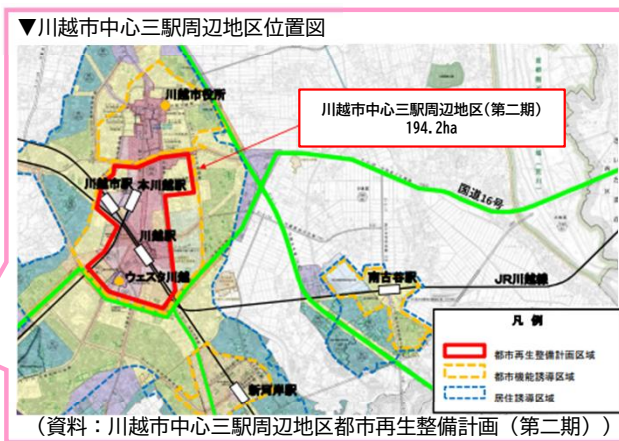 ▼川越市中心三駅周辺地区位置図
川越市役所
川越市中心三駅周辺地区(第二期)
194.2ha
国道16号
川越市駅
本川越駅
川越駅
ウェスタ川越
南古谷駅
JR川越線
新河岸駅
凡 例
都市再生整備計画区域
都市機能誘導区域
居住誘導区域
(資料:川越市中心三駅周辺地区都市再生整備計画(第二期))